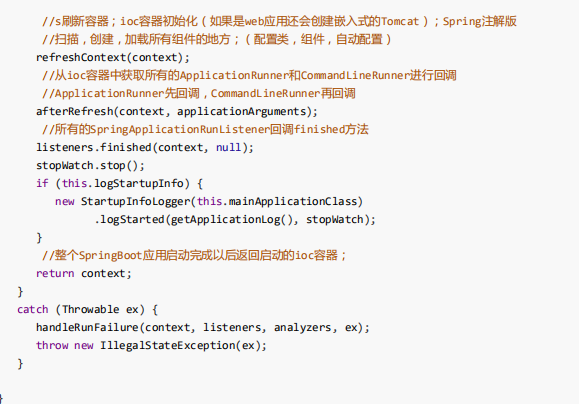 //s刷新容器；ioc容器初始化（如果是web应用还会创建嵌入式的Tomcat）；Spring注解版
//扫描，创建，加载所有组件的地方；（配置类，组件，自动配置）
refreshContext(context);
//从ioc容器中获取所有的ApplicationRunner和CommandLineRunner进行回调
//ApplicationRunner先回调，CommandLineRunner再回调
afterRefresh(context, applicationArguments);
//所有的SpringApplicationRunListener回调finished方法
listeners.finished(context, null);
stopWatch.stop();
if (this.logStartupInfo) {
new StartupInfoLogger(this.mainApplicationClass)
.logStarted(getApplicationLog(), stopWatch);
}
//整个SpringBoot应用启动完成以后返回启动的ioc容器；
return context;
}
catch (Throwable ex) {
handleRunFailure(context, listeners, analyzers, ex);
throw new IllegalStateException(ex);
}
}